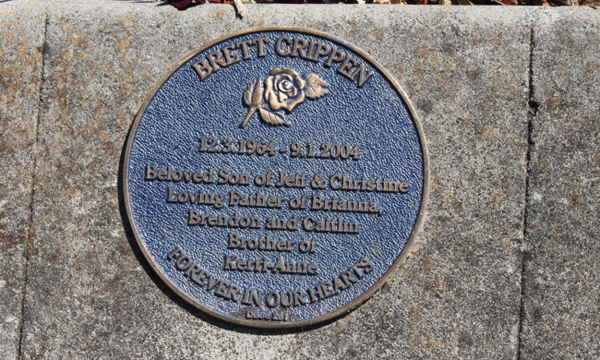 BRETT CRIPPEN
12.3.1964 - 9.1.2004
Beloved Son of Jeff & Christine
Loving Father of Brianna,
Brendon and Caitlin
Brother of
Kerri-Anne
FOREVER IN OUR HEARTS